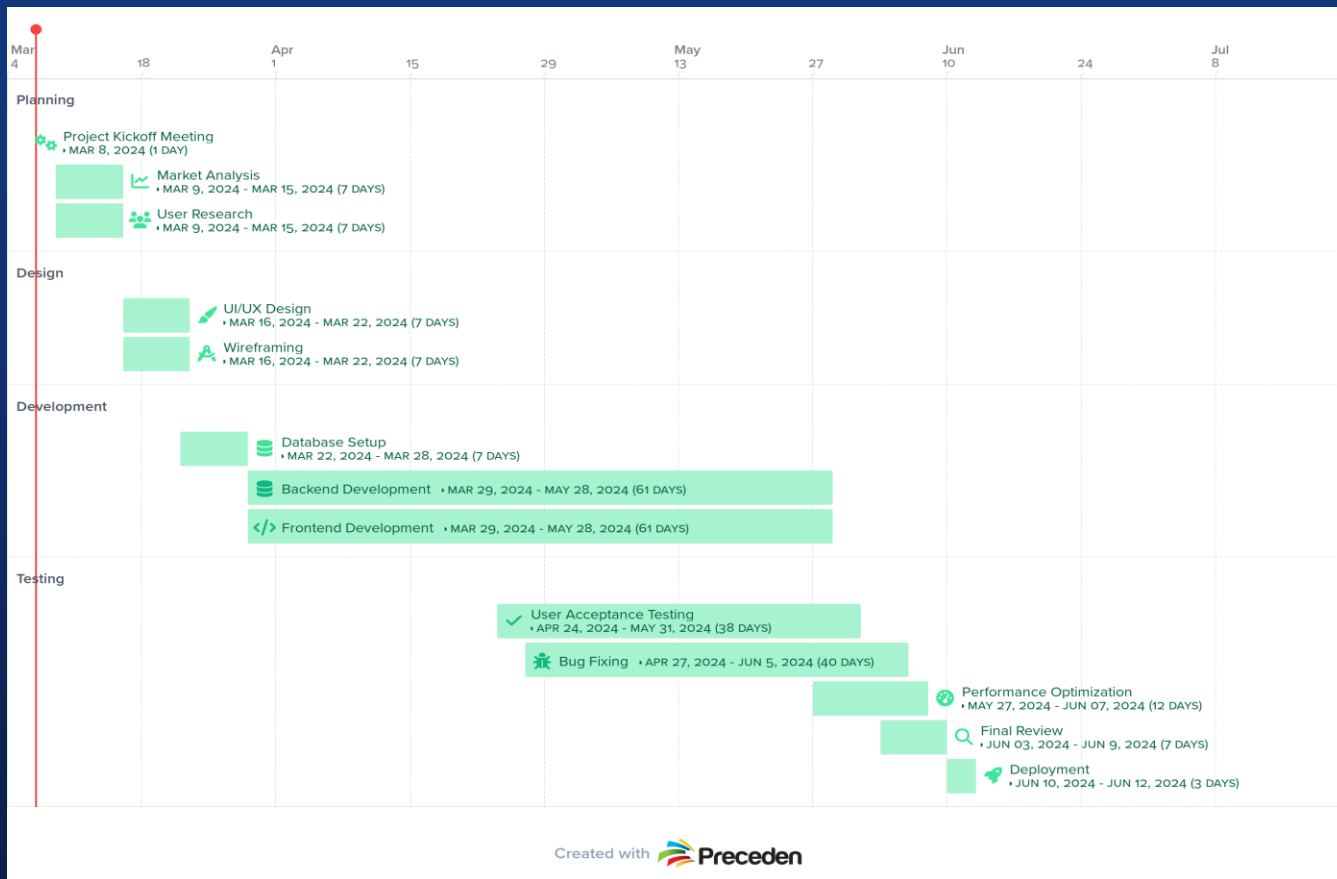 Mar Apr May Jun Jul
4 18 1 15 29 13 27 10 24 8
Planning
Project Kickoff Meeting
MAR 8, 2024 (1 DAY)
Market Analysis
MAR 9, 2024 - MAR 15, 2024 (7 DAYS)
User Research
MAR 9, 2024 - MAR 15, 2024 (7 DAYS)
Design
UI/UX Design
MAR 16, 2024 - MAR 22, 2024 (7 DAYS)
Wireframing
MAR 16, 2024 - MAR 22, 2024 (7 DAYS)
Development
Database Setup
MAR 22, 2024 - MAR 28, 2024 (7 DAYS)
Backend Development MAR 29, 2024 - MAY 28, 2024 (61 DAYS)
Frontend Development MAR 29, 2024 - MAY 28, 2024 (61 DAYS)
Testing
User Acceptance Testing
APR 24, 2024 - MAY 31, 2024 (38 DAYS)
Bug Fixing APR 27, 2024 - JUN 5, 2024 (40 DAYS)
Performance Optimization
MAY 27, 2024 - JUN 07, 2024 (12 DAYS)
Final Review
JUN 03, 2024 - JUN 9, 2024 (7 DAYS)
Deployment
JUN 10, 2024 - JUN 12, 2024 (3 DAYS)
Created with Preceden